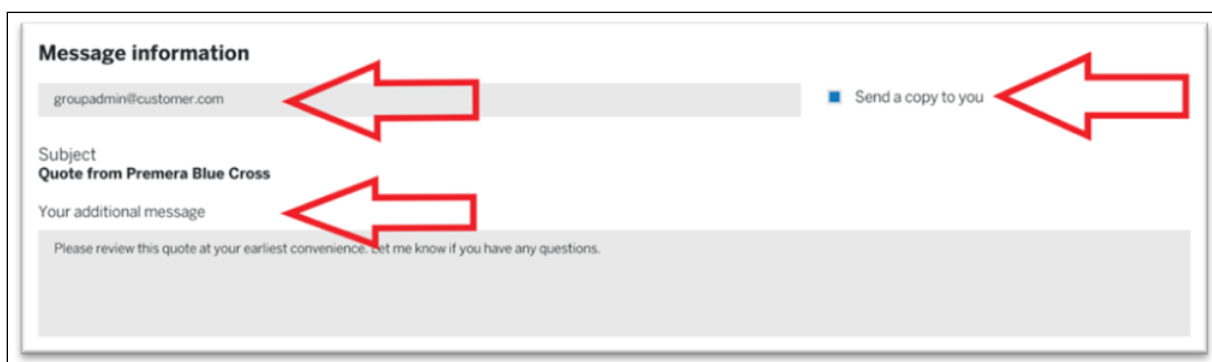 Message information
groupadmin@customer.com
Send a copy to you
Subject
Quote from Premera Blue Cross
Your additional message
Please review this quote at your earliest convenience. Let me know if you have any questions.